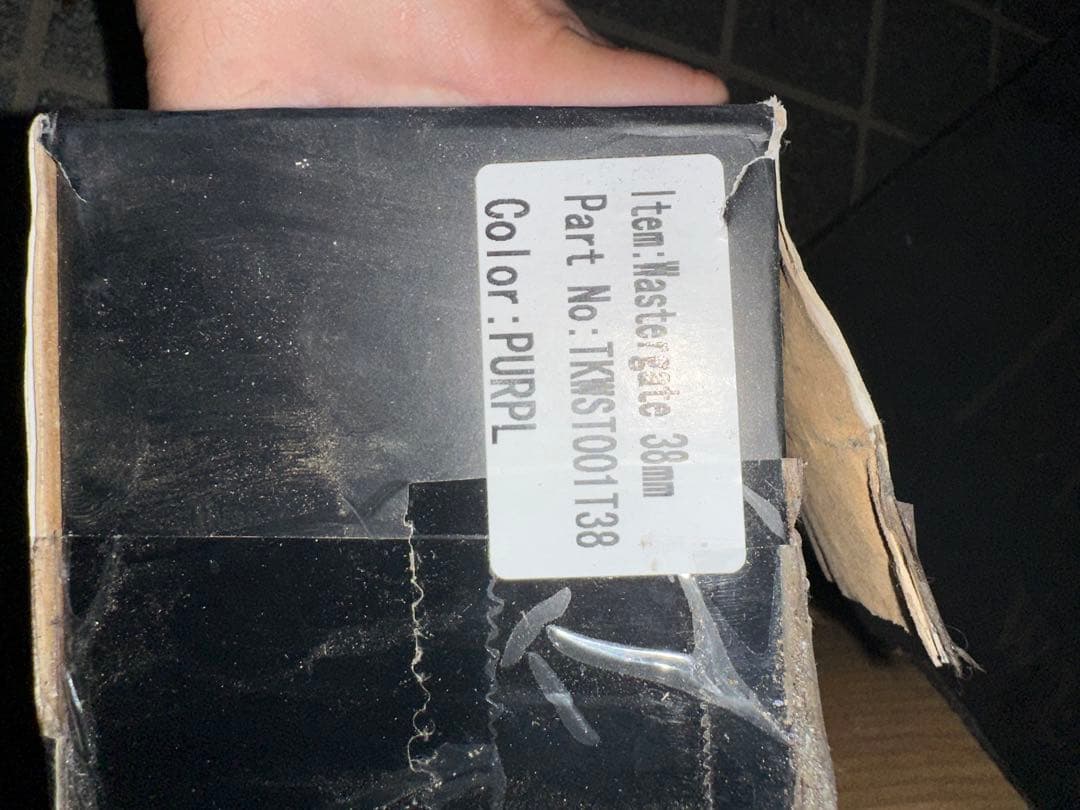 Item:Wastergate 38mm
Part No:TKWST001T38
Color:PURPL